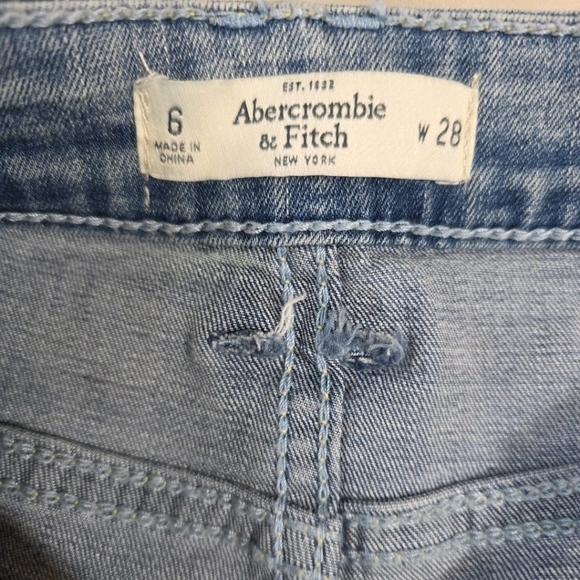 EST. 1892
6
MADE IN
CHINA
Abercrombie
& Fitch
NEW YORK
W 28